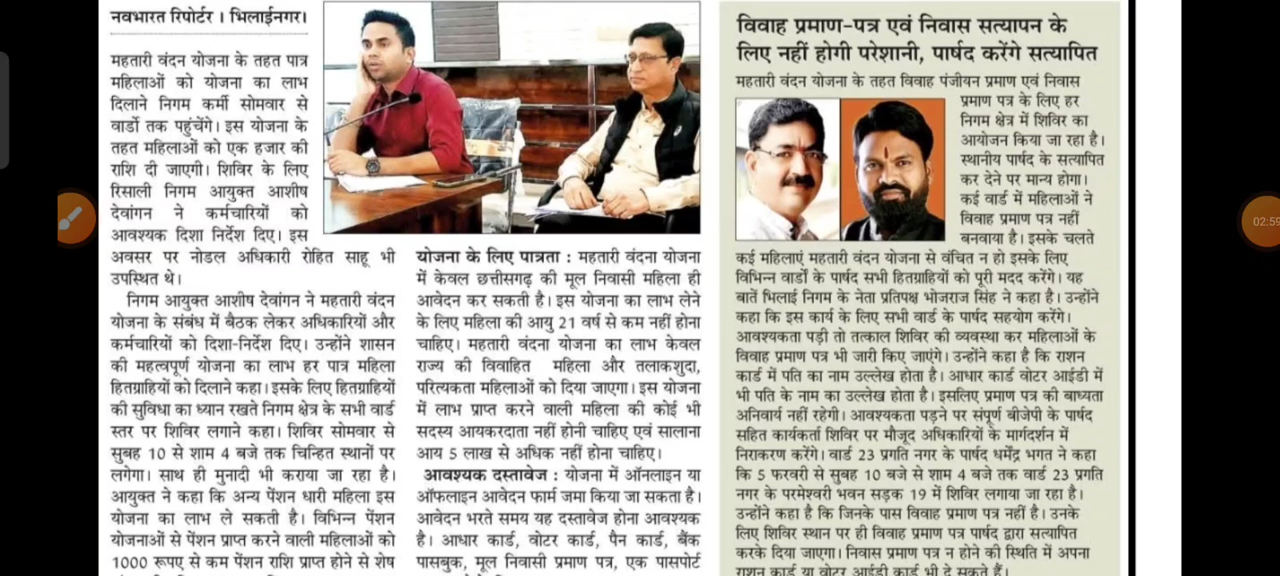 नवभारत रिपोर्टर । भिलाईनगर।
महतारी वंदन योजना के तहत पात्र
महिलाओं को योजना का लाभ
दिलाने निगम कर्मी सोमवार से
वार्डो तक पहुंचेंगे। इस योजना के
तहत महिलाओं को एक हजार की
राशि दी जाएगी। शिविर के लिए
रिसाली निगम आयुक्त आशीष
देवांगन ने कर्मचारियों को
आवश्यक दिशा निर्देश दिए। इस
अवसर पर नोडल अधिकारी रोहित साहू भी
उपस्थित थे।
निगम आयुक्त आशीष देवांगन ने महतारी वंदन
योजना के संबंध में बैठक लेकर अधिकारियों और
कर्मचारियों को दिशा-निर्देश दिए। उन्होंने शासन
की महत्वपूर्ण योजना का लाभ हर पात्र महिला
हितग्राहियों को दिलाने कहा। इसके लिए हितग्राहियों
की सुविधा का ध्यान रखते निगम क्षेत्र के सभी वार्ड
स्तर पर शिविर लगाने कहा। शिविर सोमवार से
सुबह 10 से शाम 4 बजे तक चिन्हित स्थानों पर
लगेगा। साथ ही मुनादी भी कराया जा रहा है।
आयुक्त ने कहा कि अन्य पेंशन धारी महिला इस
योजना का लाभ ले सकती है। विभिन्न पेंशन
योजनाओं से पेंशन प्राप्त करने वाली महिलाओं को
1000 रूपए से कम पेंशन राशि प्राप्त होने से शेष
योजना के लिए पात्रता : महतारी वंदना योजना
में केवल छत्तीसगढ़ की मूल निवासी महिला ही
आवेदन कर सकती है। इस योजना का लाभ लेने
के लिए महिला की आयु 21 वर्ष से कम नहीं होना
चाहिए। महतारी वंदना योजना का लाभ केवल
राज्य की विवाहित महिला और तलाकशुदा,
परित्यकता महिलाओं को दिया जाएगा। इस योजना
में लाभ प्राप्त करने वाली महिला की कोई भी
सदस्य आयकरदाता नहीं होनी चाहिए एवं सालाना
आय 5 लाख से अधिक नहीं होना चाहिए।
आवश्यक दस्तावेज : योजना में ऑनलाइन या
ऑफलाइन आवेदन फार्म जमा किया जा सकता है।
आवेदन भरते समय यह दस्तावेज होना आवश्यक
है। आधार कार्ड, वोटर कार्ड, पैन कार्ड, बैंक
पासबुक, मूल निवासी प्रमाण पत्र, एक पासपोर्ट
विवाह प्रमाण-पत्र एवं निवास सत्यापन के
लिए नहीं होगी परेशानी, पार्षद करेंगे सत्यापित
महतारी वंदन योजना के तहत विवाह पंजीयन प्रमाण एवं निवास
प्रमाण पत्र के लिए हर
निगम क्षेत्र में शिविर का
आयोजन किया जा रहा है।
स्थानीय पार्षद के सत्यापित
कर देने पर मान्य होगा।
कई वार्ड में महिलाओं ने
विवाह प्रमाण पत्र नहीं
बनवाया है। इसके चलते
कई महिलाएं महतारी वंदन योजना से वंचित न हो इसके लिए
विभिन्न वार्डों के पार्षद सभी हितग्राहियों को पूरी मदद करेंगे। यह
बातें भिलाई निगम के नेता प्रतिपक्ष भोजराज सिंह ने कहा है। उन्होंने
कहा कि इस कार्य के लिए सभी वार्ड के पार्षद सहयोग करेंगे।
आवश्यकता पड़ी तो तत्काल शिविर की व्यवस्था कर महिलाओं के
विवाह प्रमाण पत्र भी जारी किए जाएंगे। उन्होंने कहा है कि राशन
कार्ड में पति का नाम उल्लेख होता है। आधार कार्ड वोटर आईडी में
भी पति के नाम का उल्लेख होता है। इसलिए प्रमाण पत्र की बाध्यता
अनिवार्य नहीं रहेगी। आवश्यकता पड़ने पर संपूर्ण बीजेपी के पार्षद
सहित कार्यकर्ता शिविर पर मौजूद अधिकारियों के मार्गदर्शन में
निराकरण करेंगे। वार्ड 23 प्रगति नगर के पार्षद धर्मेंद्र भगत ने कहा
कि 5 फरवरी से सुबह 10 बजे से शाम 4 बजे तक वार्ड 23 प्रगति
नगर के परमेश्वरी भवन सड़क 19 में शिविर लगाया जा रहा है।
उन्होंने कहा है कि जिनके पास विवाह प्रमाण पत्र नहीं है। उनके
लिए शिविर स्थान पर ही विवाह प्रमाण पत्र पार्षद द्वारा सत्यापित
करके दिया जाएगा। निवास प्रमाण पत्र न होने की स्थिति में अपना
राशन कार्ड या वोटर आईडी कार्ड भी दे सकते हैं।
02:59